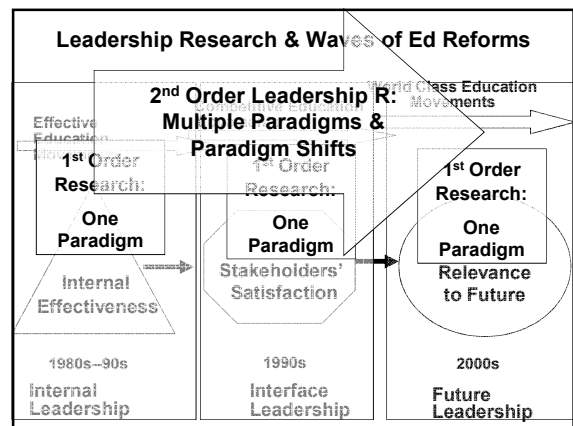 Leadership Research & Waves of Ed Reforms
World Class Education
Movements
2nd Order Leadership R:
Multiple Paradigms &
Paradigm Shifts
Competitive Education
Effective
Education
1st Order
Research:
One
Paradigm
Internal
Effectiveness
1980s--90s
Internal
Leadership
1st Order
Research:
One
Paradigm
Stakeholders'
Satisfaction
1990s
Interface
Leadership
1st Order
Research:
One
Paradigm
Relevance
to Future
2000s
Future
Leadership